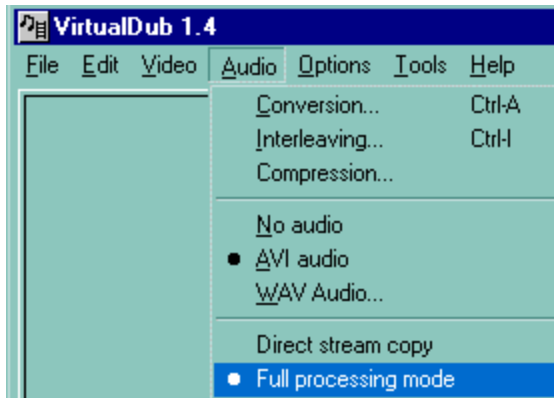 VirtualDub 1.4
File Edit Video Audio Options Tools Help
Conversion... Ctrl-A
Interleaving... Ctrl-I
Compression...
No audio
AVI audio
WAV Audio...
Direct stream copy
Full processing mode